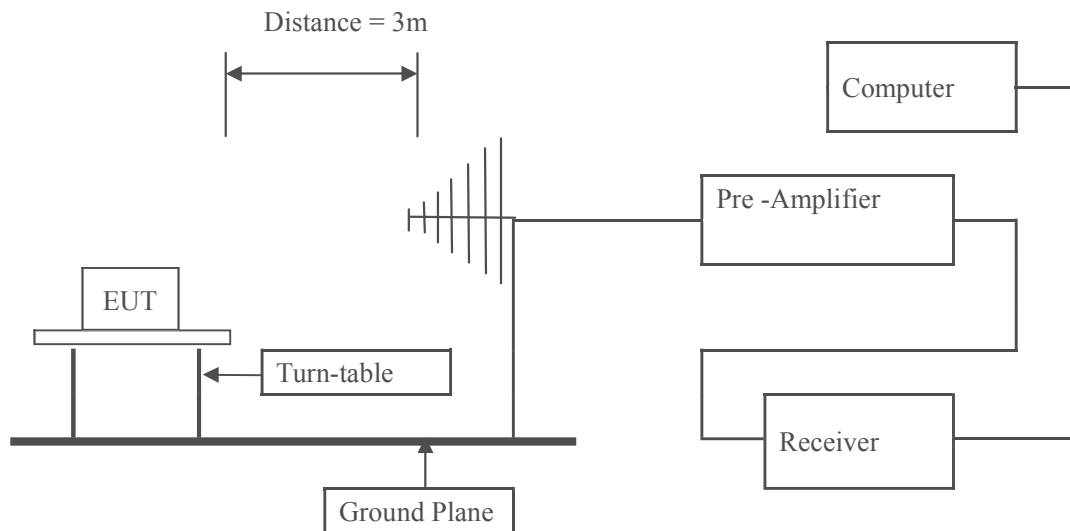 Distance = 3m
Computer
Pre -Amplifier
EUT
Turn-table
Receiver
Ground Plane